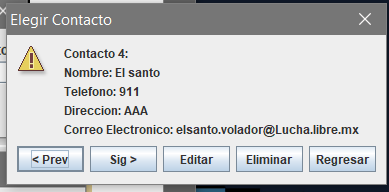 Elegir Contacto
Contacto 4:
Nombre: El santo
Telefono: 911
Direccion: AAA
Correo Electronico: elsanto.volador@Lucha.libre.mx
< Prev Sig > Editar Eliminar Regresar